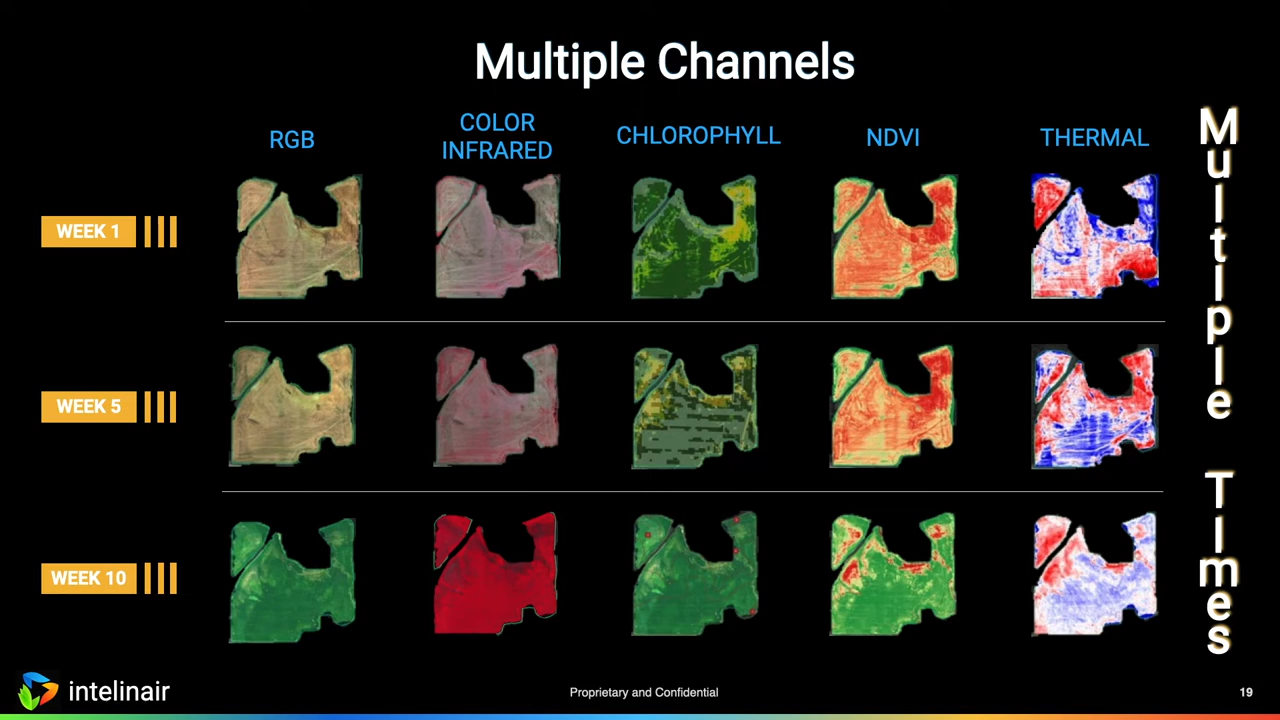 Multiple Channels
RGB
COLOR
INFRARED
CHLOROPHYLL
NDVI
THERMAL
WEEK 1
WEEK 5
WEEK 10
Multiple TImes
intelinair
Proprietary and Confidential
19